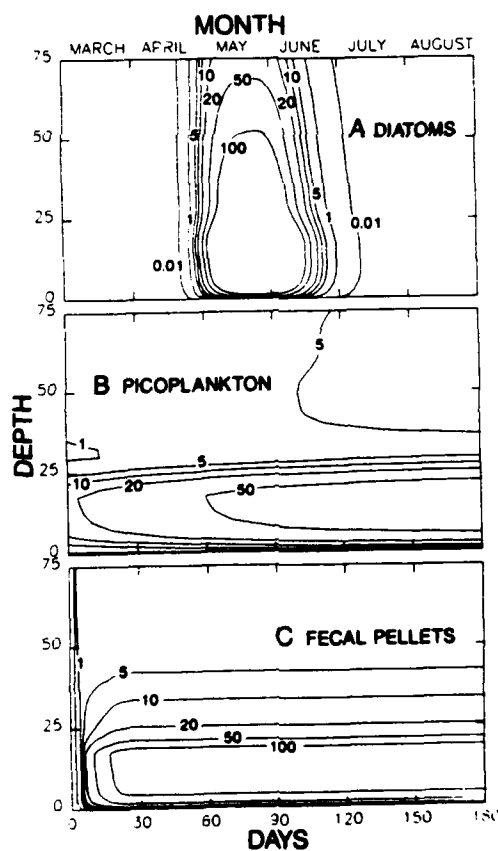 MONTH
MARCH APRIL MAY JUNE JULY AUGUST
75 10 50 10
20 20
A DIATOMS
50 5 100
5
25 1 1 0.01
0.01
0
75
5
B PICOPLANKTON
50
DEPTH
1
25 5
10 20 50
0
75
C FECAL PELLETS
50
1 5
10
25 20
50
100
0
0 30 60 90 120 150 180
DAYS